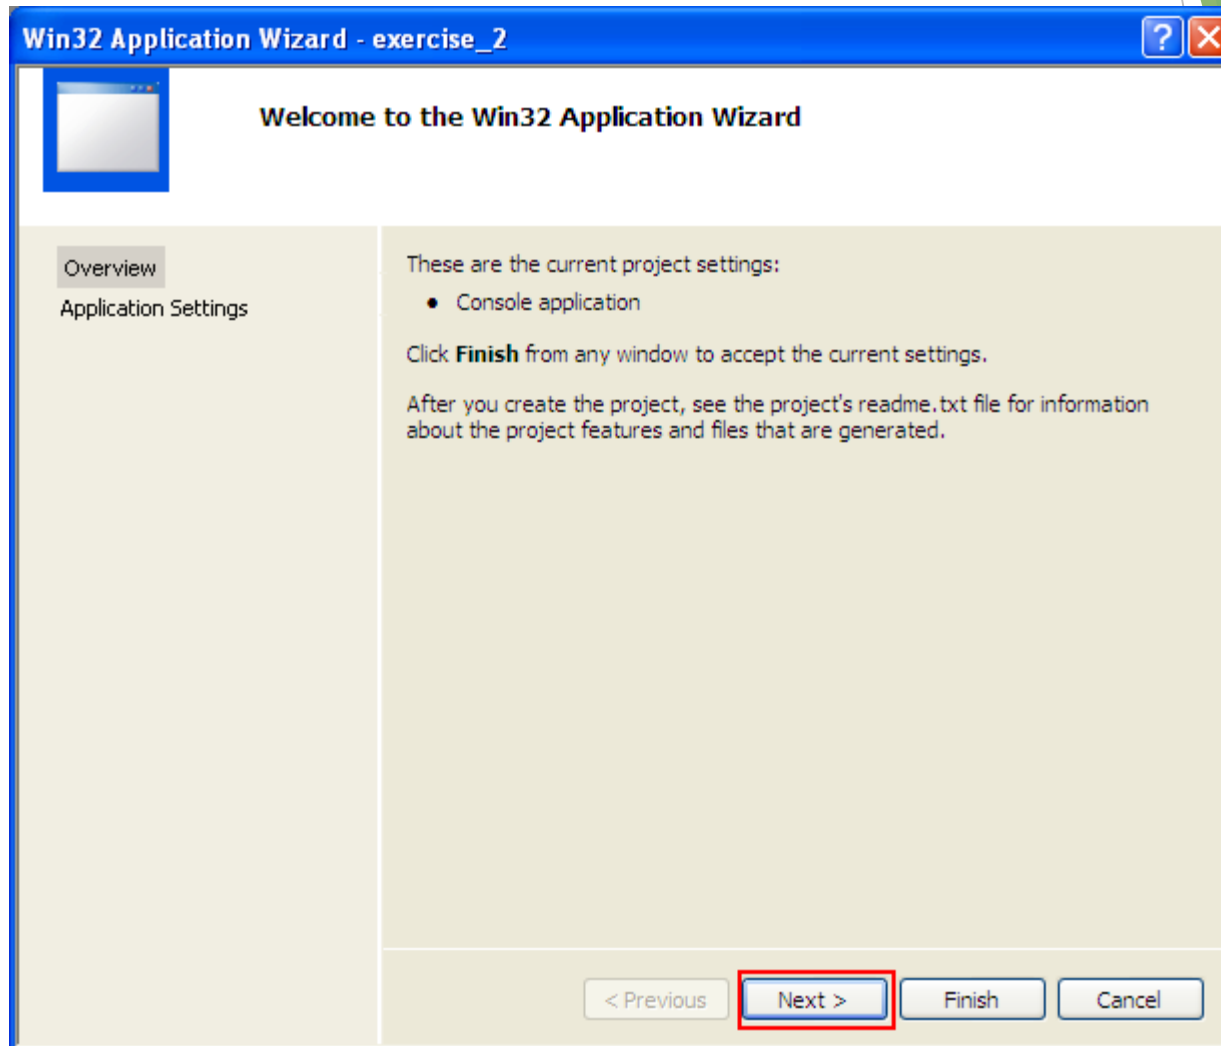 Win32 Application Wizard - exercise_2
Welcome to the Win32 Application Wizard
Overview
Application Settings
These are the current project settings:
• Console application
Click Finish from any window to accept the current settings.
After you create the project, see the project's readme.txt file for information
about the project features and files that are generated.
< Previous
Next >
Finish
Cancel